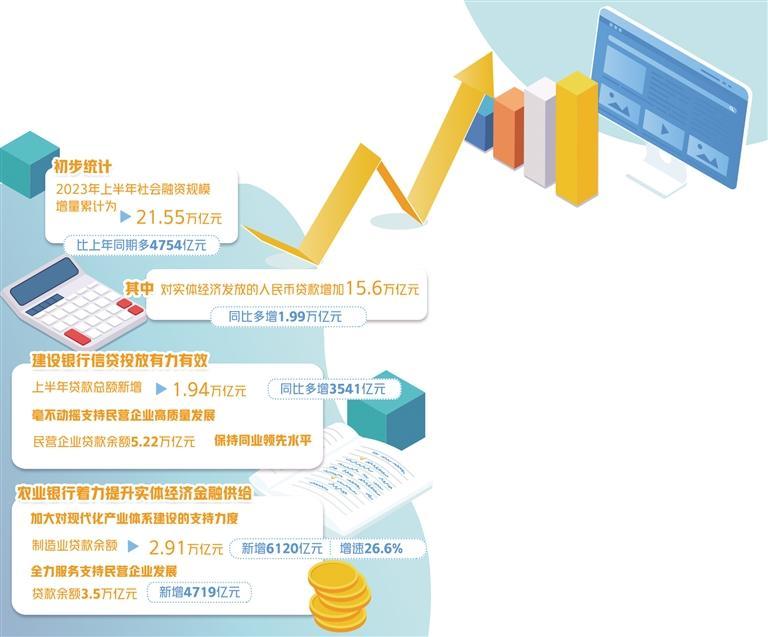 初步统计
2023年上半年社会融资规模
增量累计为 ▶ 21.55万亿元
比上年同期多4754亿元
其中 对实体经济发放的人民币贷款增加15.6万亿元
同比多增1.99万亿元
建设银行信贷投放有力有效
上半年贷款总额新增 ▶ 1.94万亿元 同比多增3541亿元
毫不动摇支持民营企业高质量发展
民营企业贷款余额5.22万亿元 保持同业领先水平
农业银行着力提升实体经济金融供给
加大对现代化产业体系建设的支持力度
制造业贷款余额 ▶ 2.91万亿元 新增6120亿元 增速26.6%
全力服务支持民营企业发展
贷款余额3.5万亿元 新增4719亿元